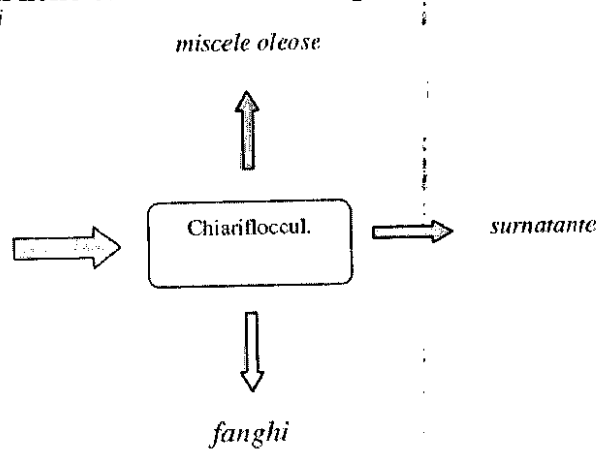 i
miscele oleose
Chiarifloccul.
surnatante
fanghi